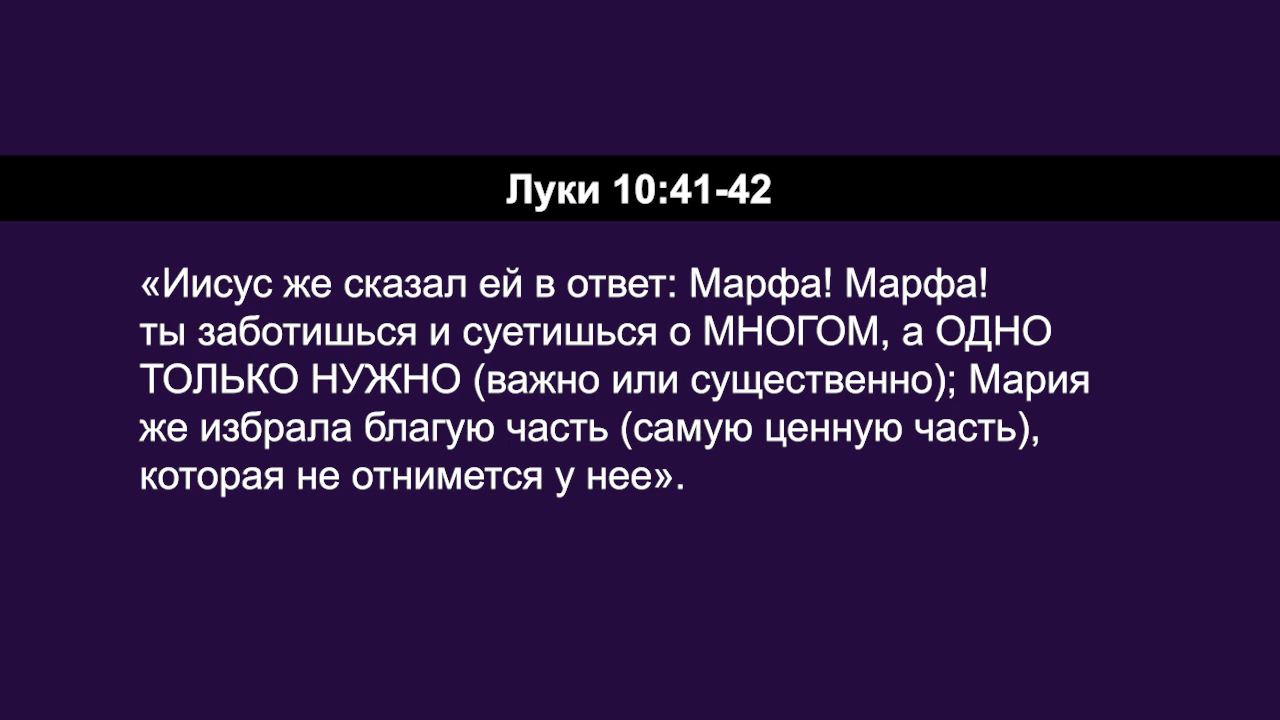 Луки 10:41-42
«Иисус же сказал ей в ответ: Марфа! Марфа!
ты заботишься и суетишься о МНОГОМ, а ОДНО
ТОЛЬКО НУЖНО (важно или существенно); Мария
же избрала благую часть (самую ценную часть),
которая не отнимется у нее».